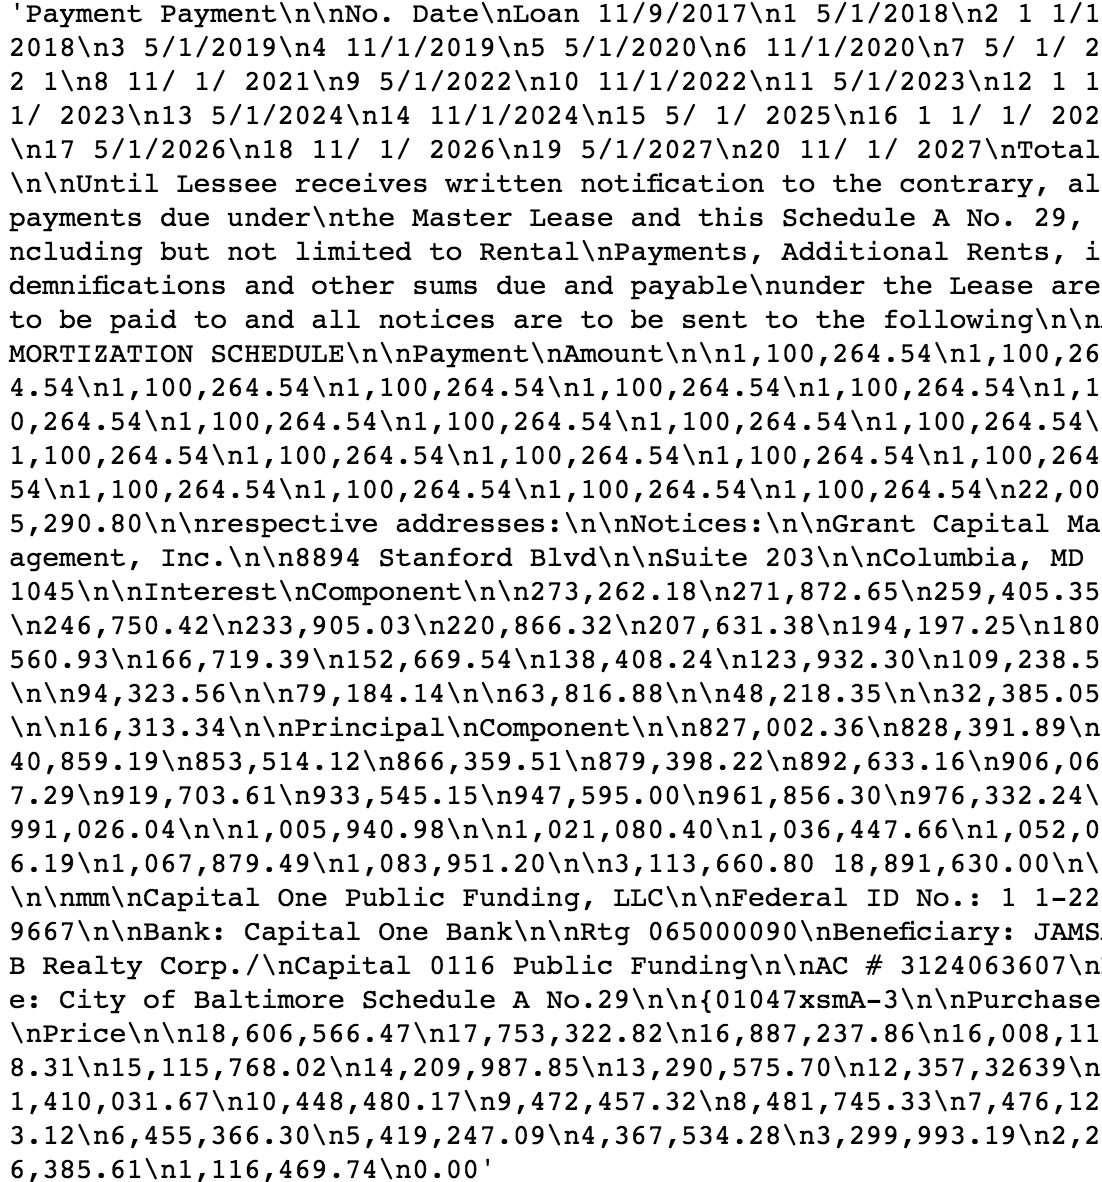 'Payment Payment\n\nNo. Date\nLoan 11/9/2017\n1 5/1/2018\n2 1 1/1
2018\n3 5/1/2019\n4 11/1/2019\n5 5/1/2020\n6 11/1/2020\n7 5/ 1/ 2
2 1\n8 11/ 1/ 2021\n9 5/1/2022\n10 11/1/2022\n11 5/1/2023\n12 1 1
1/ 2023\n13 5/1/2024\n14 11/1/2024\n15 5/ 1/ 2025\n16 1 1/ 1/ 202
\n17 5/1/2026\n18 11/ 1/ 2026\n19 5/1/2027\n20 11/ 1/ 2027\nTotal
\n\nUntil Lessee receives written notification to the contrary, al
payments due under\nthe Master Lease and this Schedule A No. 29,
ncluding but not limited to Rental\nPayments, Additional Rents, i
demnifications and other sums due and payable\nunder the Lease are
to be paid to and all notices are to be sent to the following\n\n
MORTIZATION SCHEDULE\n\nPayment\nAmount\n\n1,100,264.54\n1,100,26
4.54\n1,100,264.54\n1,100,264.54\n1,100,264.54\n1,100,264.54\n1,1
0,264.54\n1,100,264.54\n1,100,264.54\n1,100,264.54\n1,100,264.54\
1,100,264.54\n1,100,264.54\n1,100,264.54\n1,100,264.54\n1,100,264
54\n1,100,264.54\n1,100,264.54\n1,100,264.54\n1,100,264.54\n22,00
5,290.80\n\nrespective addresses:\n\nNotices:\n\nGrant Capital Ma
agement, Inc.\n\n8894 Stanford Blvd\n\nSuite 203\n\nColumbia, MD
1045\n\nInterest\nComponent\n\n273,262.18\n271,872.65\n259,405.35
\n246,750.42\n233,905.03\n220,866.32\n207,631.38\n194,197.25\n180
560.93\n166,719.39\n152,669.54\n138,408.24\n123,932.30\n109,238.5
\n\n94,323.56\n\n79,184.14\n\n63,816.88\n\n48,218.35\n\n32,385.05
\n\n16,313.34\n\nPrincipal\nComponent\n\n827,002.36\n828,391.89\n
40,859.19\n853,514.12\n866,359.51\n879,398.22\n892,633.16\n906,06
7.29\n919,703.61\n933,545.15\n947,595.00\n961,856.30\n976,332.24\
991,026.04\n\n1,005,940.98\n\n1,021,080.40\n1,036,447.66\n1,052,0
6.19\n1,067,879.49\n1,083,951.20\n\n3,113,660.80 18,891,630.00\n\
\n\nmm\nCapital One Public Funding, LLC\n\nFederal ID No.: 1 1-22
9667\n\nBank: Capital One Bank\n\nRtg 065000090\nBeneficiary: JAMS
B Realty Corp./\nCapital 0116 Public Funding\n\nAC # 3124063607\n
e: City of Baltimore Schedule A No.29\n\n{01047xsmA-3\n\nPurchase
\nPrice\n\n18,606,566.47\n17,753,322.82\n16,887,237.86\n16,008,11
8.31\n15,115,768.02\n14,209,987.85\n13,290,575.70\n12,357,32639\n
1,410,031.67\n10,448,480.17\n9,472,457.32\n8,481,745.33\n7,476,12
3.12\n6,455,366.30\n5,419,247.09\n4,367,534.28\n3,299,993.19\n2,2
6,385.61\n1,116,469.74\n0.00'